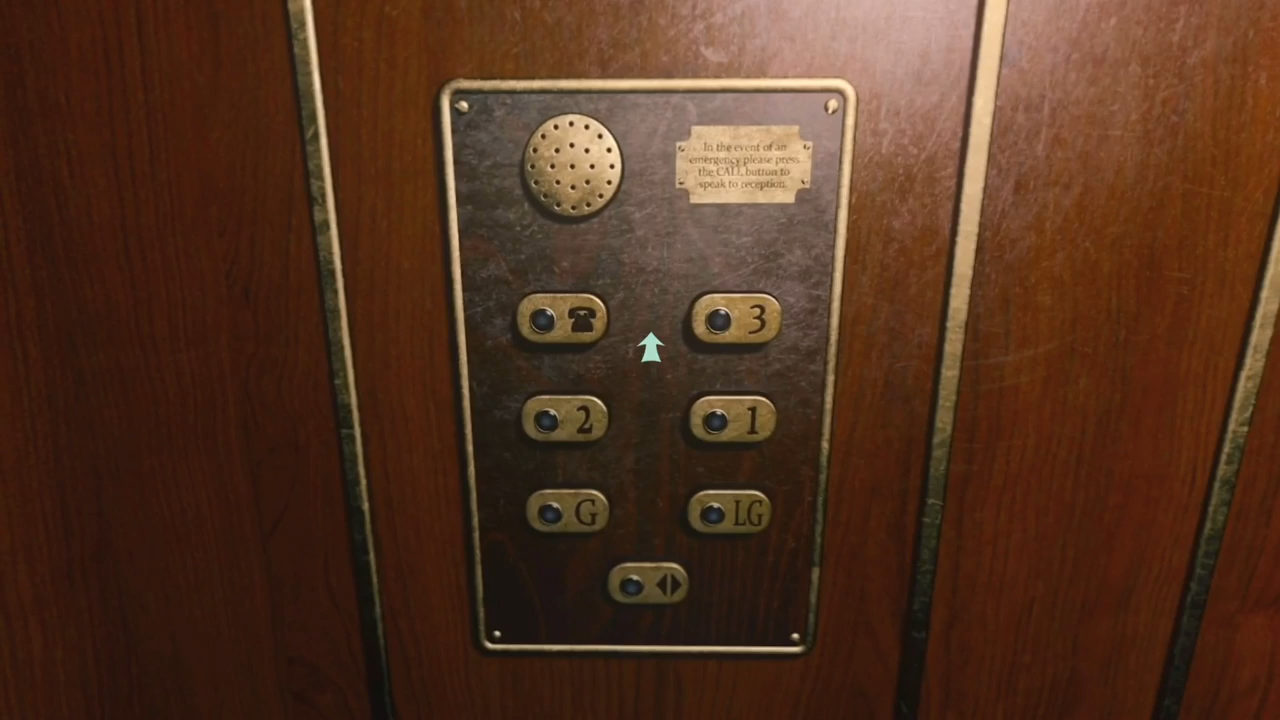 In the event of an
emergency please press
the CALL button to
speak to reception.
3
2
1
G
LG